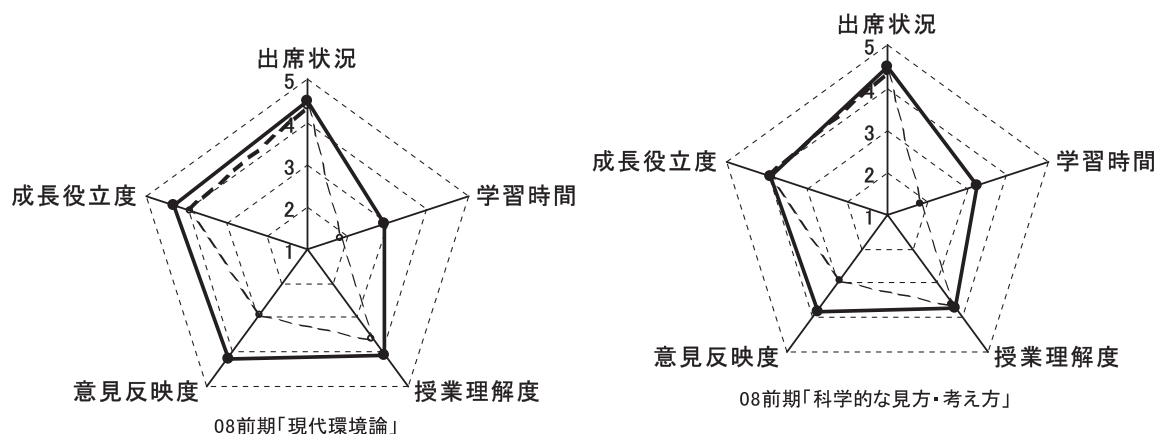 出席状況
5
4
3
2
1
成長役立度
学習時間
意見反映度
授業理解度
08前期「現代環境論」
出席状況
5
4
3
2
1
成長役立度
学習時間
意見反映度
授業理解度
08前期「科学的な見方・考え方」